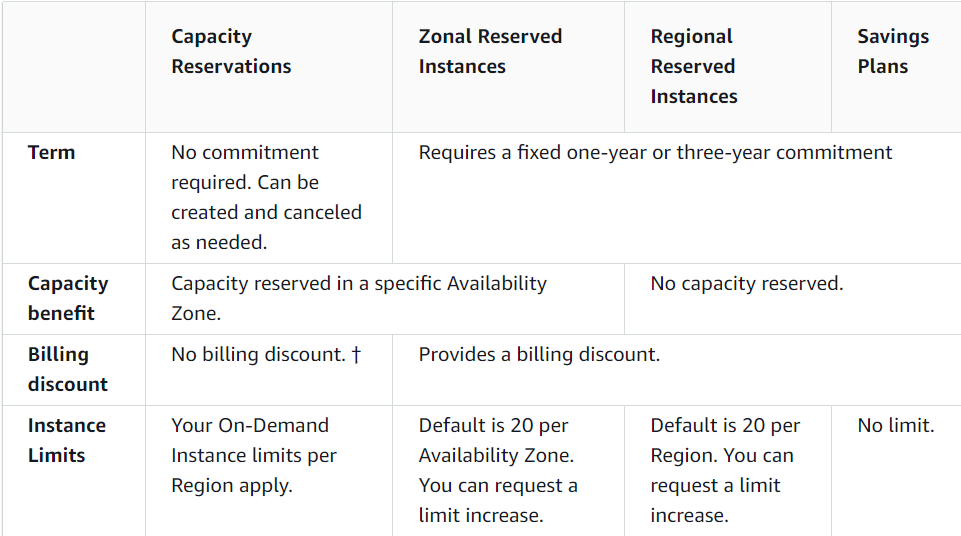 Capacity
Reservations
Zonal Reserved
Instances
Regional
Reserved
Instances
Savings
Plans
Term
No commitment
required. Can be
created and canceled
as needed.
Requires a fixed one-year or three-year commitment
Capacity
benefit
Capacity reserved in a specific Availability
Zone.
No capacity reserved.
Billing
discount
No billing discount. †
Provides a billing discount.
Instance
Limits
Your On-Demand
Instance limits per
Region apply.
Default is 20 per
Availability Zone.
You can request a
limit increase.
Default is 20 per
Region. You can
request a limit
increase.
No limit.